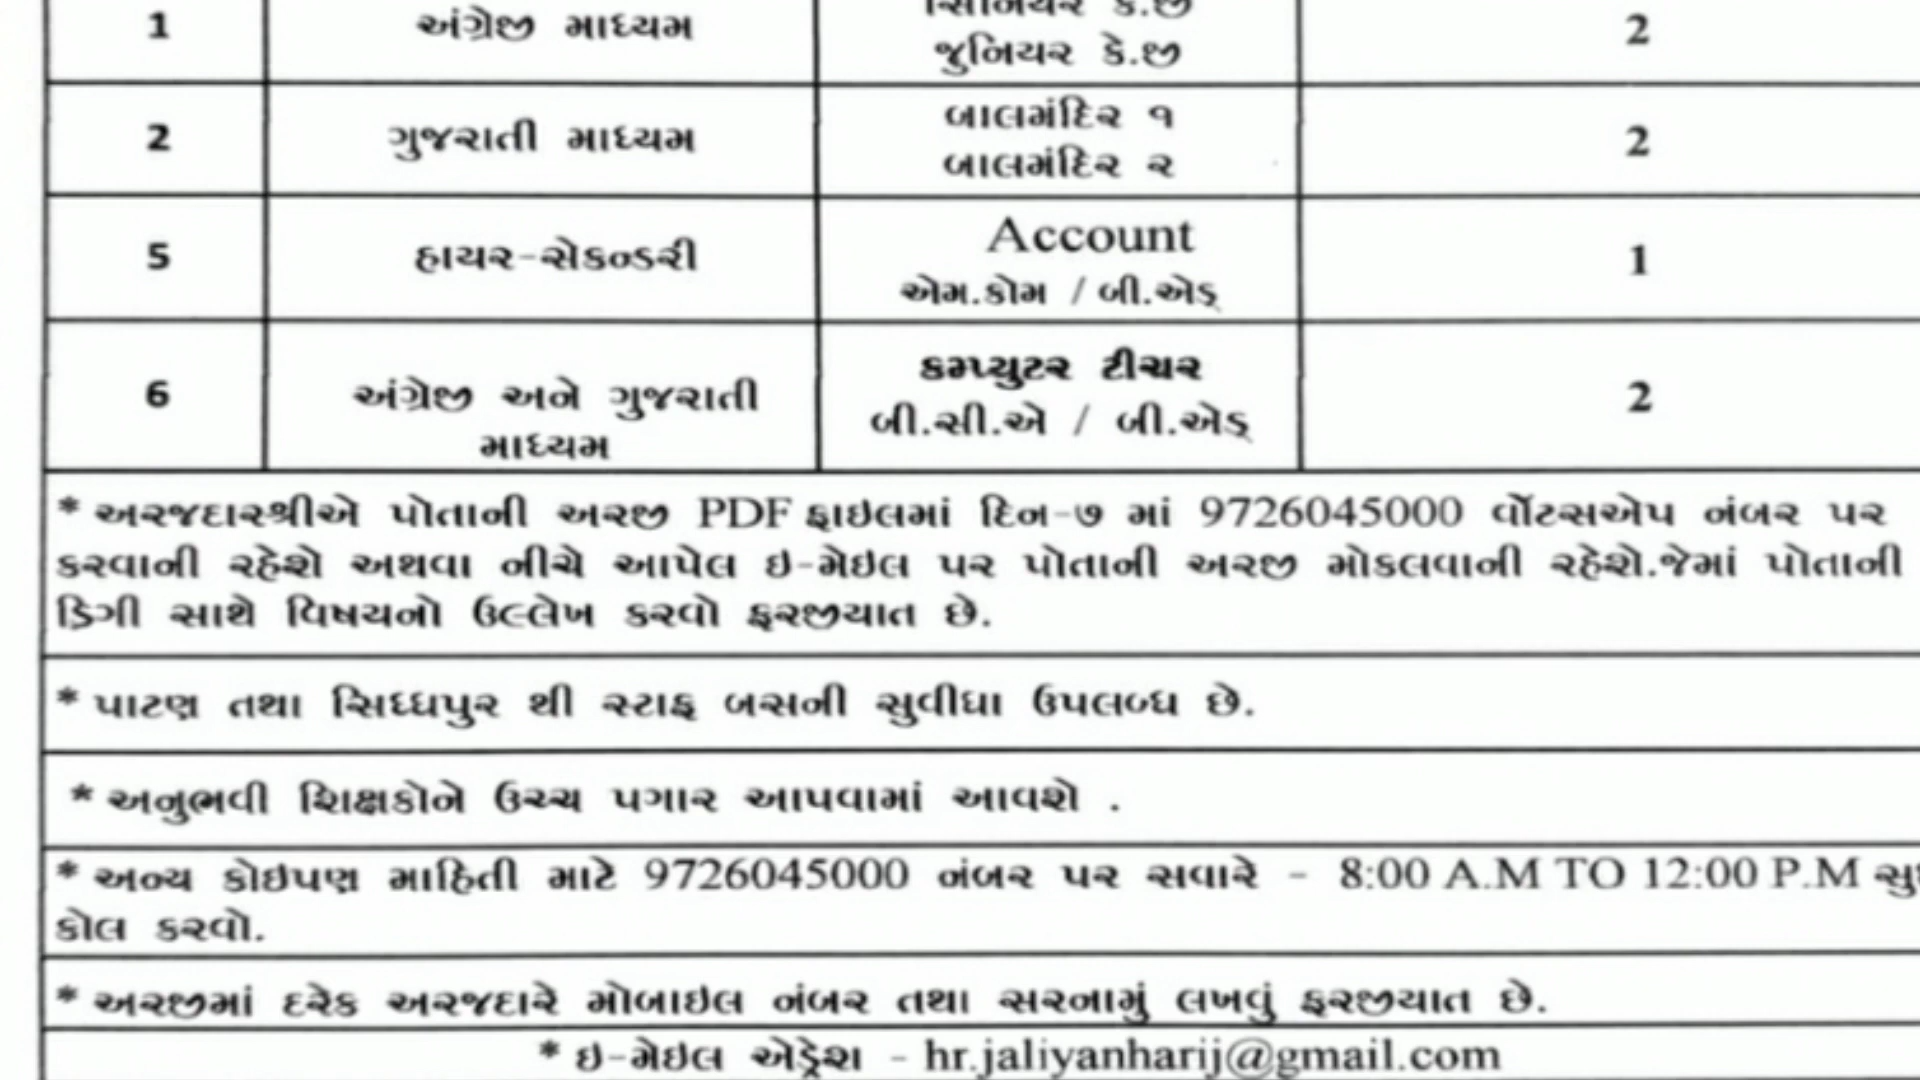 1 અંગ્રેજી માધ્યમ સિનિયર કે.જી 2
જુનિયર કે.જી
2 ગુજરાતી માધ્યમ બાલમંદિર ૧ 2
બાલમંદિર ૨
5 હાયર-સેકન્ડરી Account 1
એમ.કોમ / બી.એડ્
6 અંગ્રેજી અને ગુજરાતી કમ્પ્યુટર ટીચર 2
માધ્યમ બી.સી.એ / બી.એડ્
* અરજદારશ્રીએ પોતાની અરજી PDF ફાઇલમાં દિન-૭ માં 9726045000 વૉટસએપ નંબર પર
કરવાની રહેશે અથવા નીચે આપેલ ઇ-મેઇલ પર પોતાની અરજી મોકલવાની રહેશે.જેમાં પોતાની
ડિગી સાથે વિષયનો ઉલ્લેખ કરવો ફરજીયાત છે.
* પાટણ તથા સિધ્ધપુર થી સ્ટાફ બસની સુવીધા ઉપલબ્ધ છે.
* અનુભવી શિક્ષકોને ઉચ્ચ પગાર આપવામાં આવશે .
* અન્ય કોઇપણ માહિતી માટે 9726045000 નંબર પર સવારે - 8:00 A.M TO 12:00 P.M
કોલ કરવો.
* અરજીમાં દરેક અરજદારે મોબાઇલ નંબર તથા સરનામું લખવું ફરજીયાત છે.
* ઇ-મેઇલ એડ્રેશ - hr.jaliyanharij@gmail.com